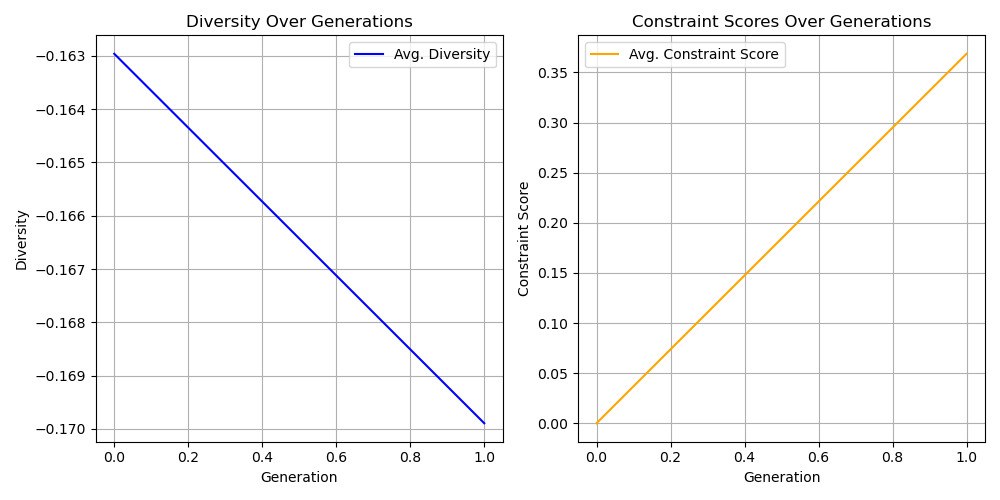 Diversity Over Generations
Avg. Diversity
Diversity
−0.163
−0.164
−0.165
−0.166
−0.167
−0.168
−0.169
−0.170
0.0 0.2 0.4 0.6 0.8 1.0
Generation
Constraint Scores Over Generations
Avg. Constraint Score
Constraint Score
0.35
0.30
0.25
0.20
0.15
0.10
0.05
0.00
0.0 0.2 0.4 0.6 0.8 1.0
Generation